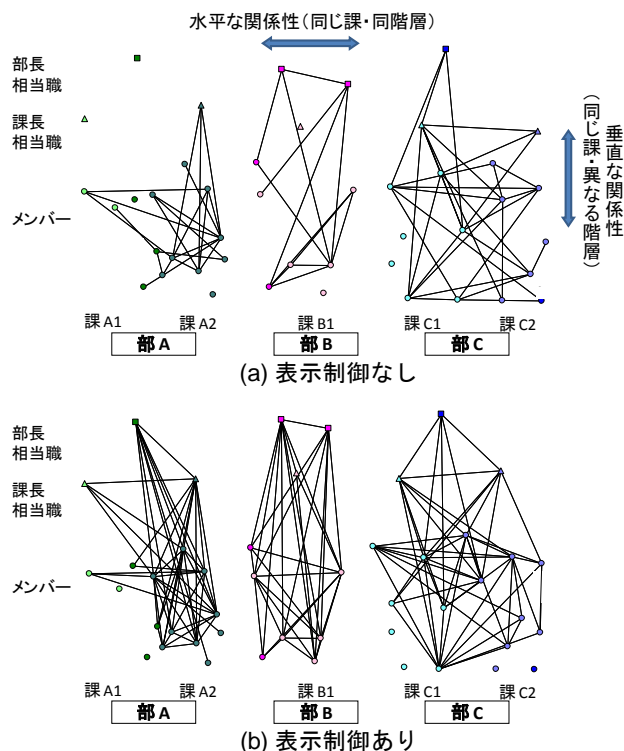 水平な関係性(同じ課・同階層)
部長
相当職
課長
相当職
メンバー
垂直な関係性
(同じ課・異なる階層)
課 A1
課 A2
課 B1
課 C1
課 C2
部 A
部 B
部 C
(a) 表示制御なし
部長
相当職
課長
相当職
メンバー
課 A1
課 A2
課 B1
課 C1
課 C2
部 A
部 B
部 C
(b) 表示制御あり